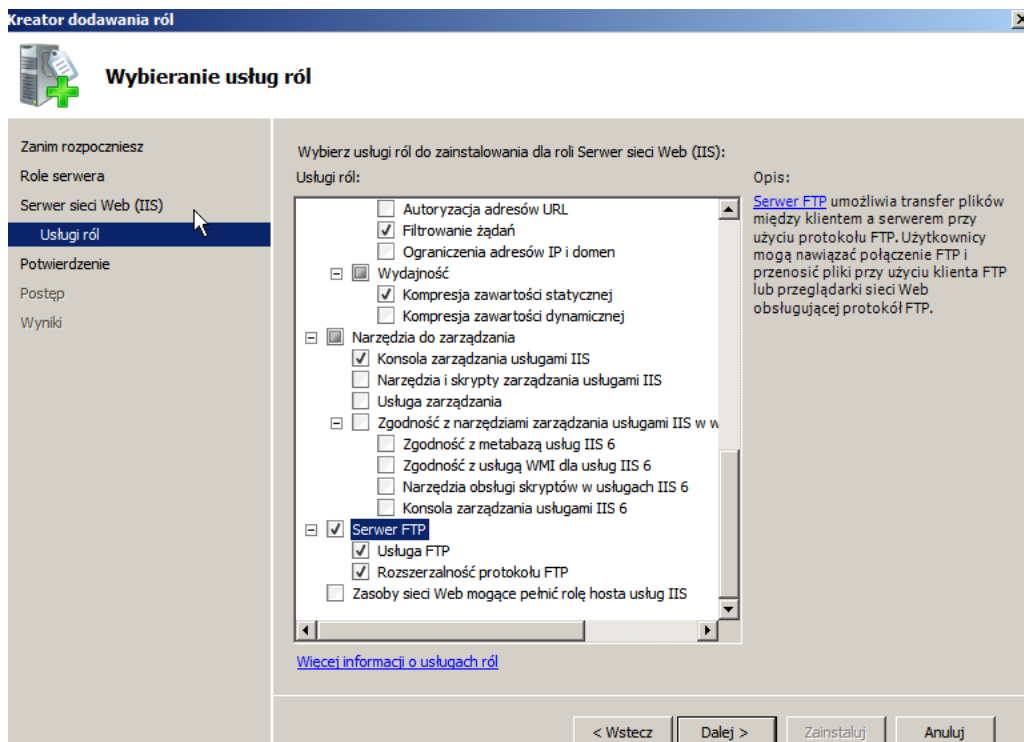 Kreator dodawania ról
Wybieranie usług ról
Zanim rozpoczniesz
Role serwera
Serwer sieci Web (IIS)
Usługi ról
Potwierdzenie
Postęp
Wyniki
Wybierz usługi ról do zainstalowania dla roli Serwer sieci Web (IIS):
Usługi ról:
Autoryzacja adresów URL
Filtrowanie żądań
Ograniczenia adresów IP i domen
Wydajność
Kompresja zawartości statycznej
Kompresja zawartości dynamicznej
Narzędzia do zarządzania
Konsola zarządzania usługami IIS
Narzędzia i skrypty zarządzania usługami IIS
Usługa zarządzania
Zgodność z narzędziami zarządzania usługami IIS w w
Zgodność z metabazą usług IIS 6
Zgodność z usługą WMI dla usług IIS 6
Narzędzia obsługi skryptów w usługach IIS 6
Konsola zarządzania usługami IIS 6
Serwer FTP
Usługa FTP
Rozszerzalność protokołu FTP
Zasoby sieci Web mogące pełnić rolę hosta usług IIS
Więcej informacji o usługach ról
Opis:
Serwer FTP umożliwia transfer plików
między klientem a serwerem przy
użyciu protokołu FTP. Użytkownicy
mogą nawiązać połączenie FTP i
przenosić pliki przy użyciu klienta FTP
lub przeglądarki sieci Web
obsługującej protokół FTP.
< Wstecz
Dalej >
Zainstaluj
Anuluj